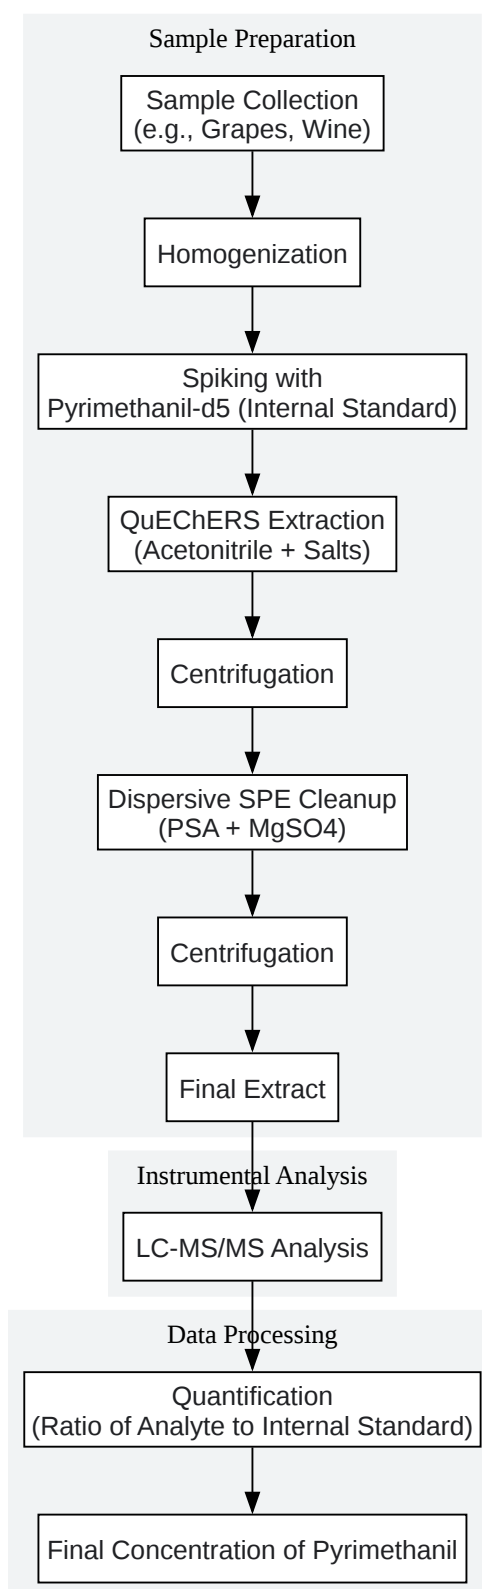 Sample Preparation
Sample Collection
(e.g., Grapes, Wine)
Homogenization
Spiking with
Pyrimethanil-d5 (Internal Standard)
QuEChERS Extraction
(Acetonitrile + Salts)
Centrifugation
Dispersive SPE Cleanup
(PSA + MgSO4)
Centrifugation
Final Extract
Instrumental Analysis
LC-MS/MS Analysis
Data Processing
Quantification
(Ratio of Analyte to Internal Standard)
Final Concentration of Pyrimethanil